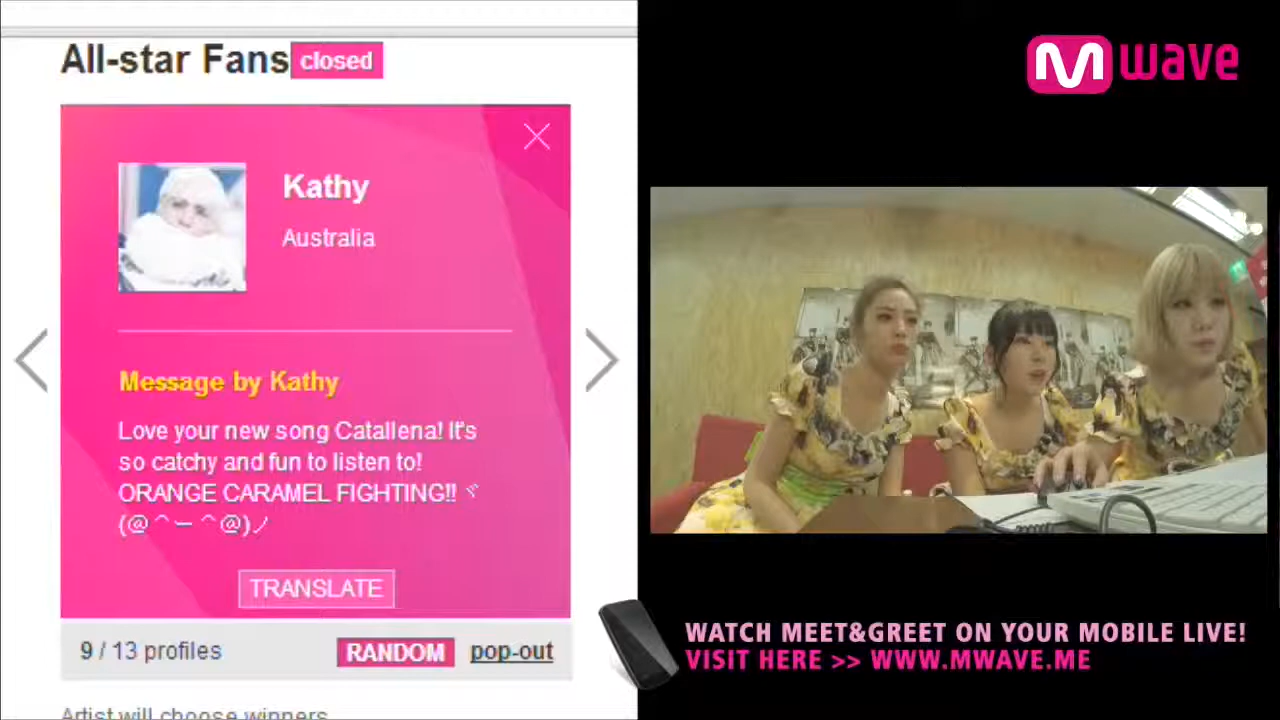 All-star Fans closed
Kathy
Australia
Message by Kathy
Love your new song Catallena! It's
so catchy and fun to listen to!
ORANGE CARAMEL FIGHTING!! ヾ
(@⌒ー⌒@)ノ
TRANSLATE
9 / 13 profiles RANDOM pop-out
Artist will choose winners
M wave
WATCH MEET&GREET ON YOUR MOBILE LIVE!
VISIT HERE >> WWW.MWAVE.ME